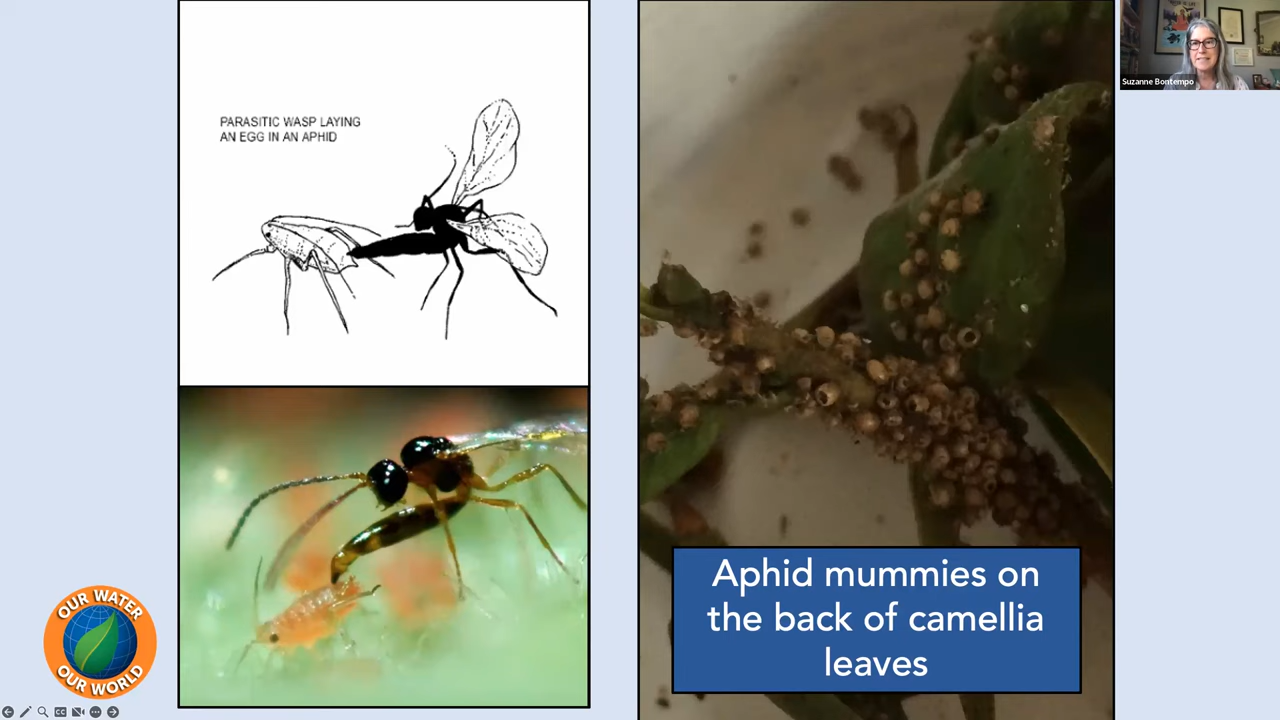 PARASITIC WASP LAYING
AN EGG IN AN APHID
Aphid mummies on
the back of camellia
leaves
OUR WATER
OUR WORLD
Suzanne Bontempo